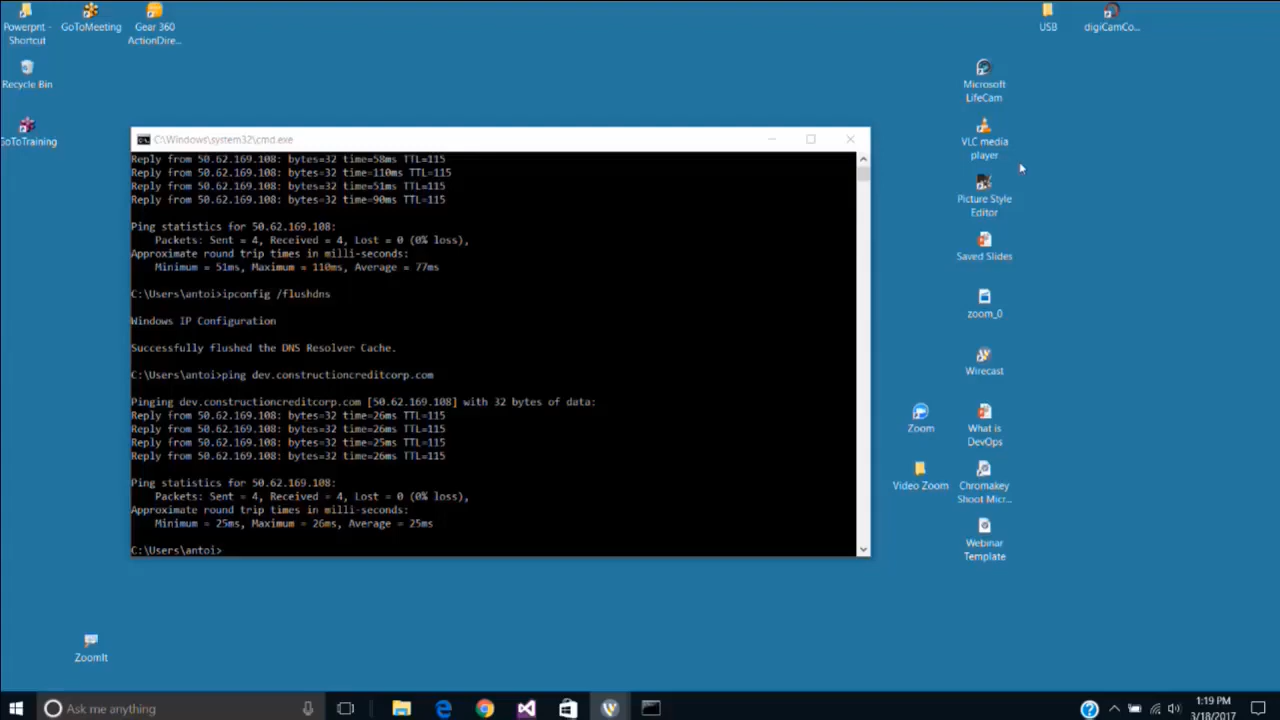 Powerpnt -
Shortcut
GoToMeeting
Gear 360
ActionDire...
USB
digiCamCo...
Recycle Bin
GoToTraining
Microsoft
LifeCam
VLC media
player
Picture Style
Editor
Saved Slides
zoom_0
Wirecast
Zoom
What is
DevOps
Video Zoom
Chromakey
Shoot Micr...
Webinar
Template
ZoomIt
C:\Windows\system32\cmd.exe
Reply from 50.62.169.108: bytes=32 time=58ms TTL=115
Reply from 50.62.169.108: bytes=32 time=110ms TTL=115
Reply from 50.62.169.108: bytes=32 time=51ms TTL=115
Reply from 50.62.169.108: bytes=32 time=90ms TTL=115
Ping statistics for 50.62.169.108:
Packets: Sent = 4, Received = 4, Lost = 0 (0% loss),
Approximate round trip times in milli-seconds:
Minimum = 51ms, Maximum = 110ms, Average = 77ms
C:\Users\antoi>ipconfig /flushdns
Windows IP Configuration
Successfully flushed the DNS Resolver Cache.
C:\Users\antoi>ping dev.constructioncreditcorp.com
Pinging dev.constructioncreditcorp.com [50.62.169.108] with 32 bytes of data:
Reply from 50.62.169.108: bytes=32 time=26ms TTL=115
Reply from 50.62.169.108: bytes=32 time=26ms TTL=115
Reply from 50.62.169.108: bytes=32 time=25ms TTL=115
Reply from 50.62.169.108: bytes=32 time=26ms TTL=115
Ping statistics for 50.62.169.108:
Packets: Sent = 4, Received = 4, Lost = 0 (0% loss),
Approximate round trip times in milli-seconds:
Minimum = 25ms, Maximum = 26ms, Average = 25ms
C:\Users\antoi>
Ask me anything
1:19 PM
3/18/2017